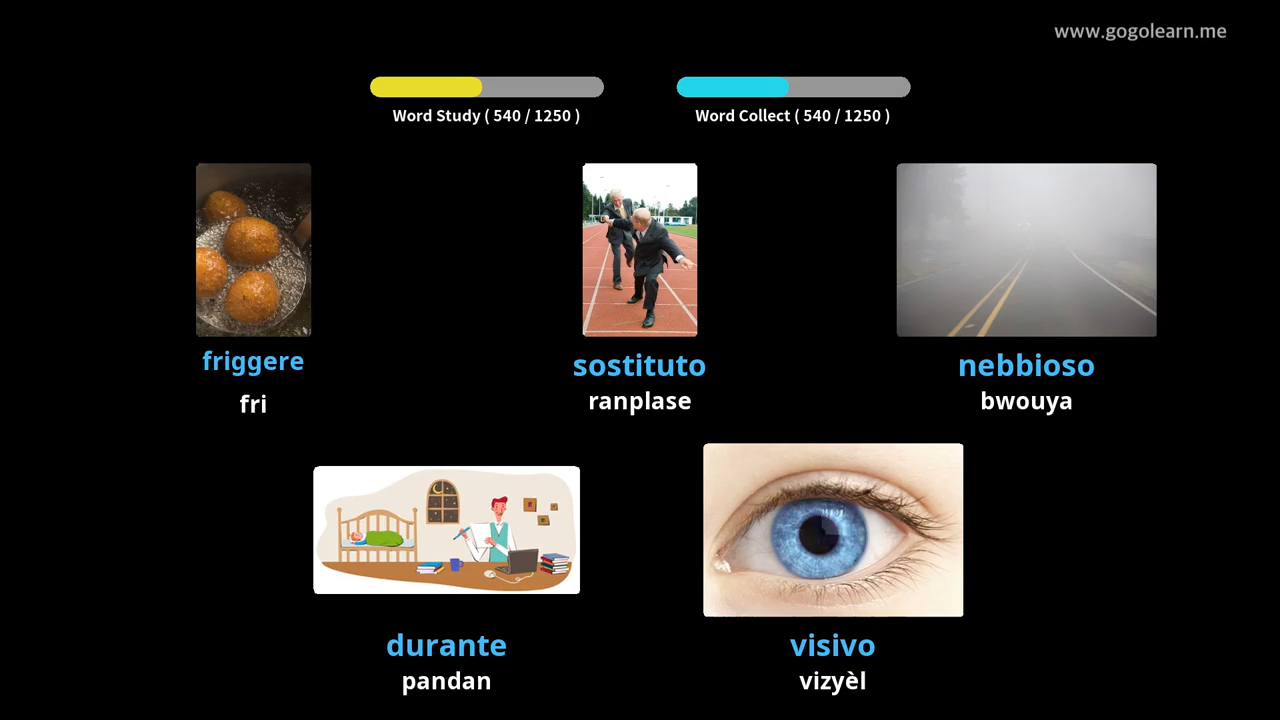 www.gogolearn.me
Word Study ( 540 / 1250 )
Word Collect ( 540 / 1250 )
friggere
fri
sostituto
ranplase
nebbioso
bwouya
durante
pandan
visivo
vizyèl